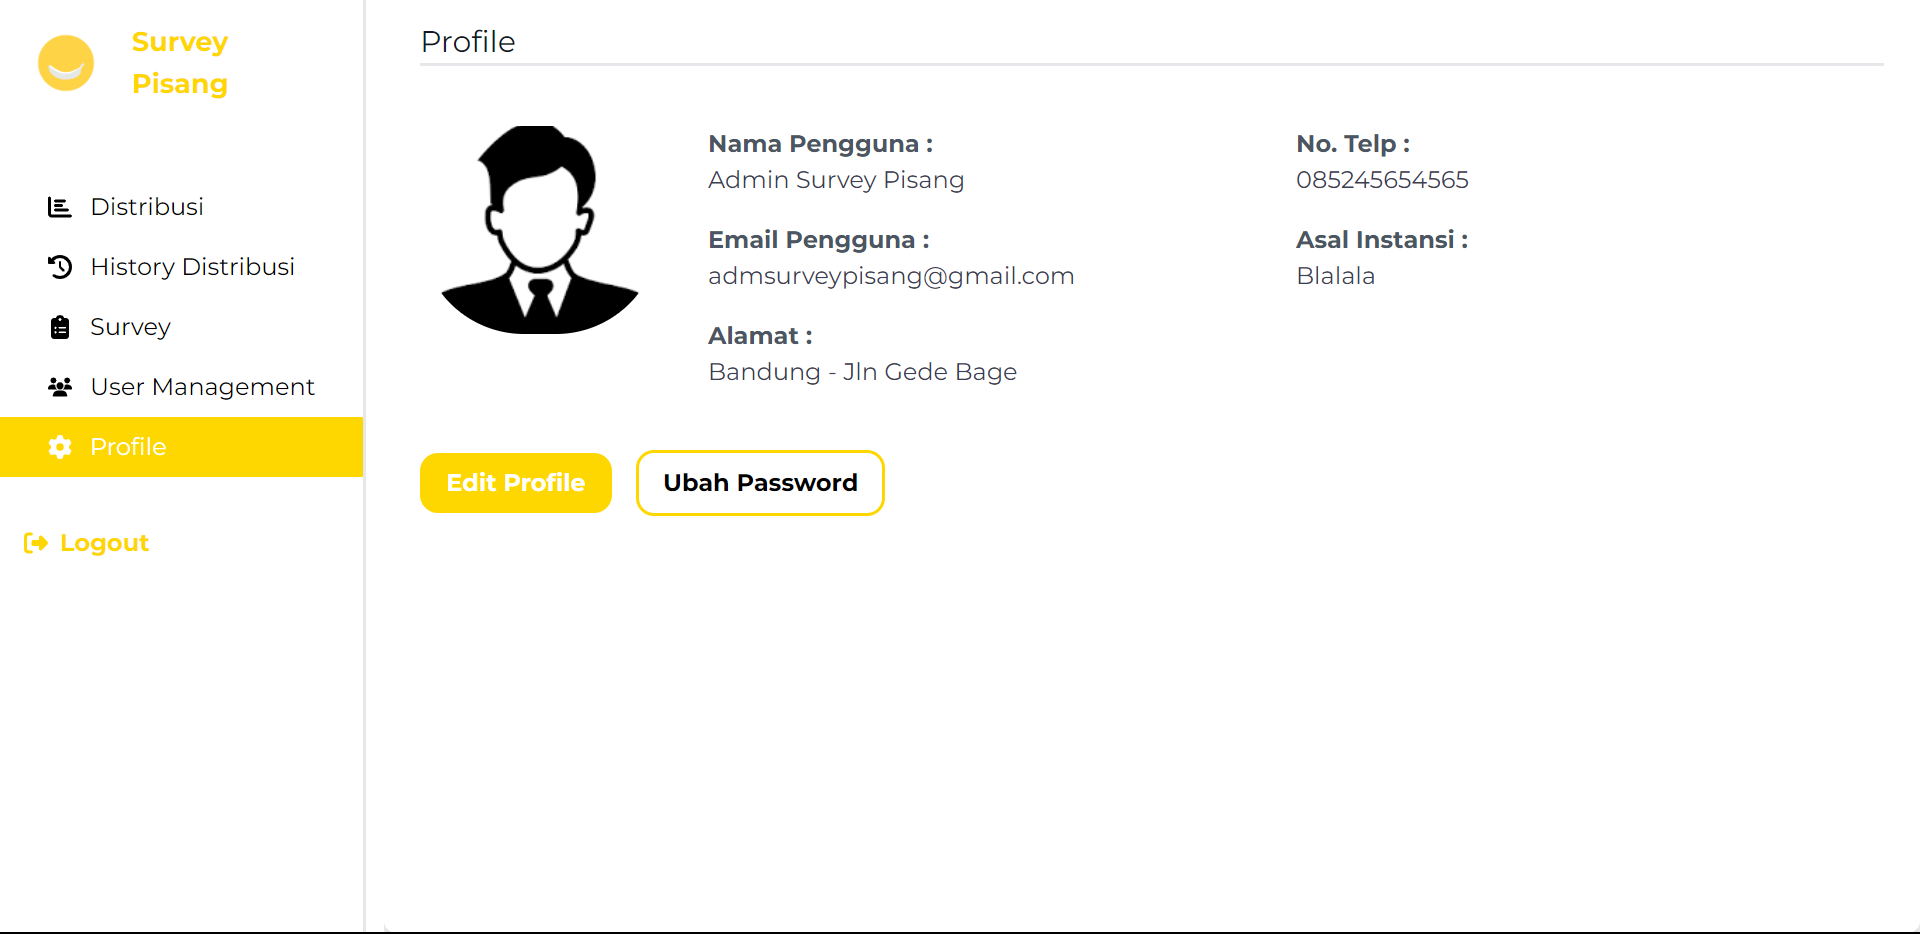 Survey
Pisang
Distribusi
History Distribusi
Survey
User Management
Profile
Logout
Profile
Nama Pengguna :
Admin Survey Pisang
Email Pengguna :
admsurveypisang@gmail.com
Alamat :
Bandung - Jln Gede Bage
No. Telp :
085245654565
Asal Instansi :
Blalala
Edit Profile
Ubah Password